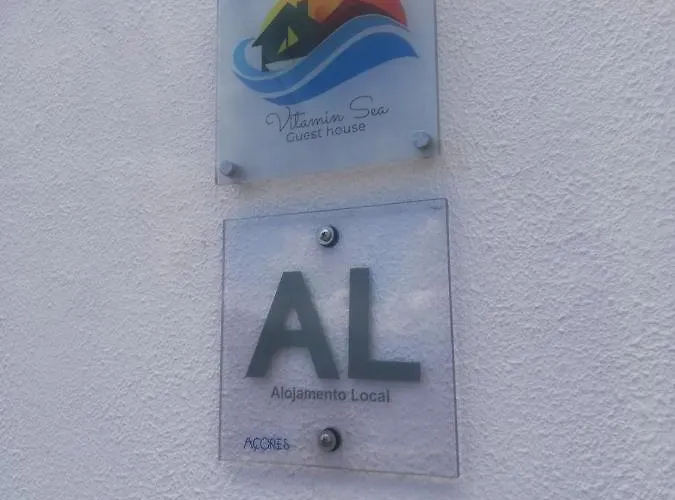 Vitamin Sea
Guest house
AL
Alojamento Local
AÇORES